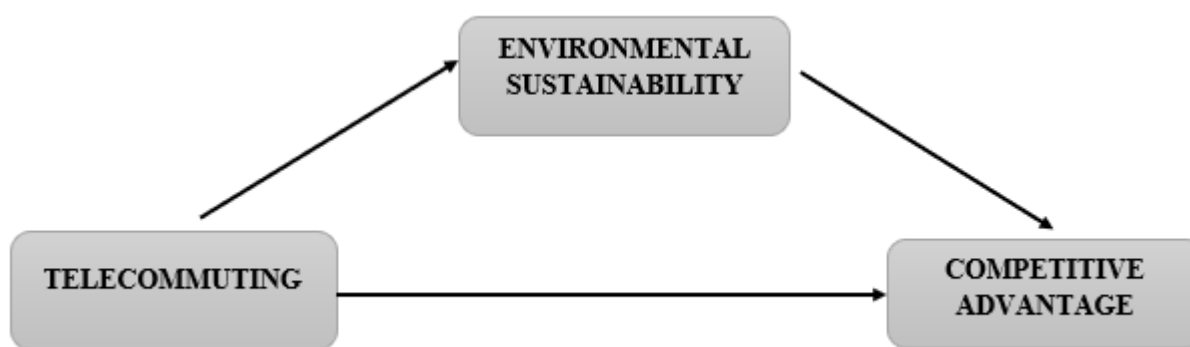 ENVIRONMENTAL
SUSTAINABILITY
TELECOMMUTING
COMPETITIVE
ADVANTAGE